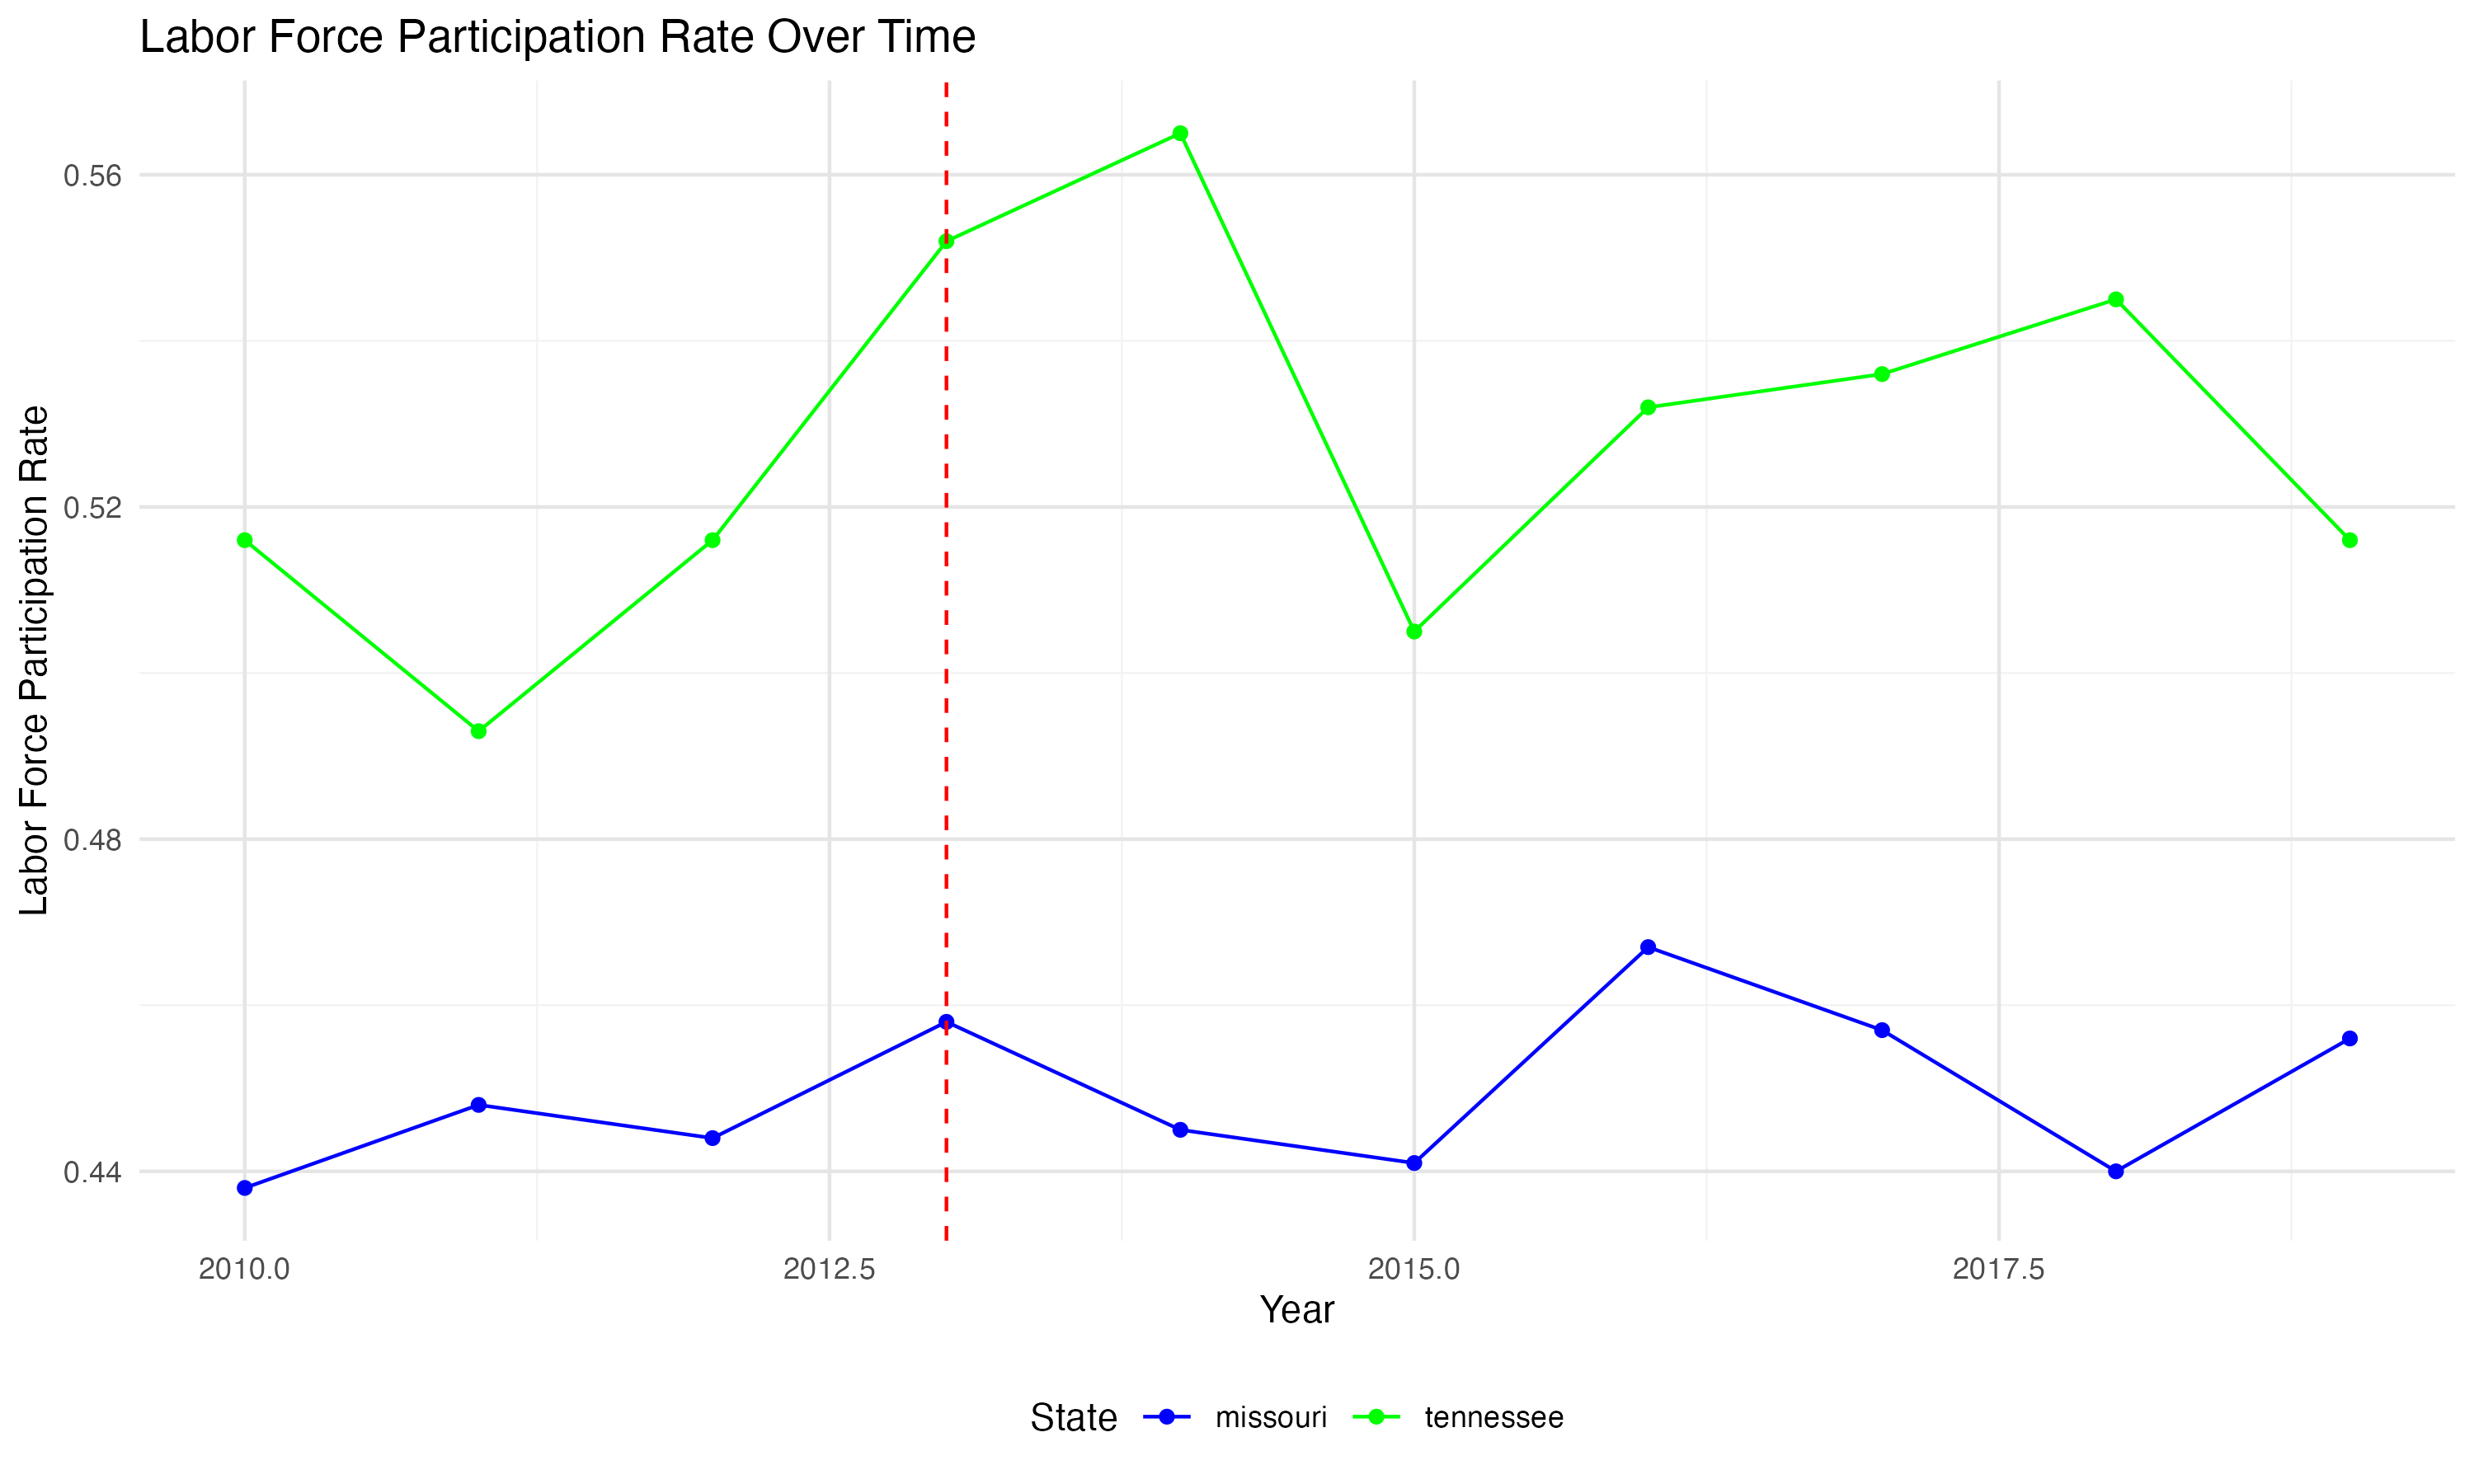 Labor Force Participation Rate Over Time
Labor Force Participation Rate
0.56
0.52
0.48
0.44
2010.0 2012.5 2015.0 2017.5
Year
State missouri tennessee